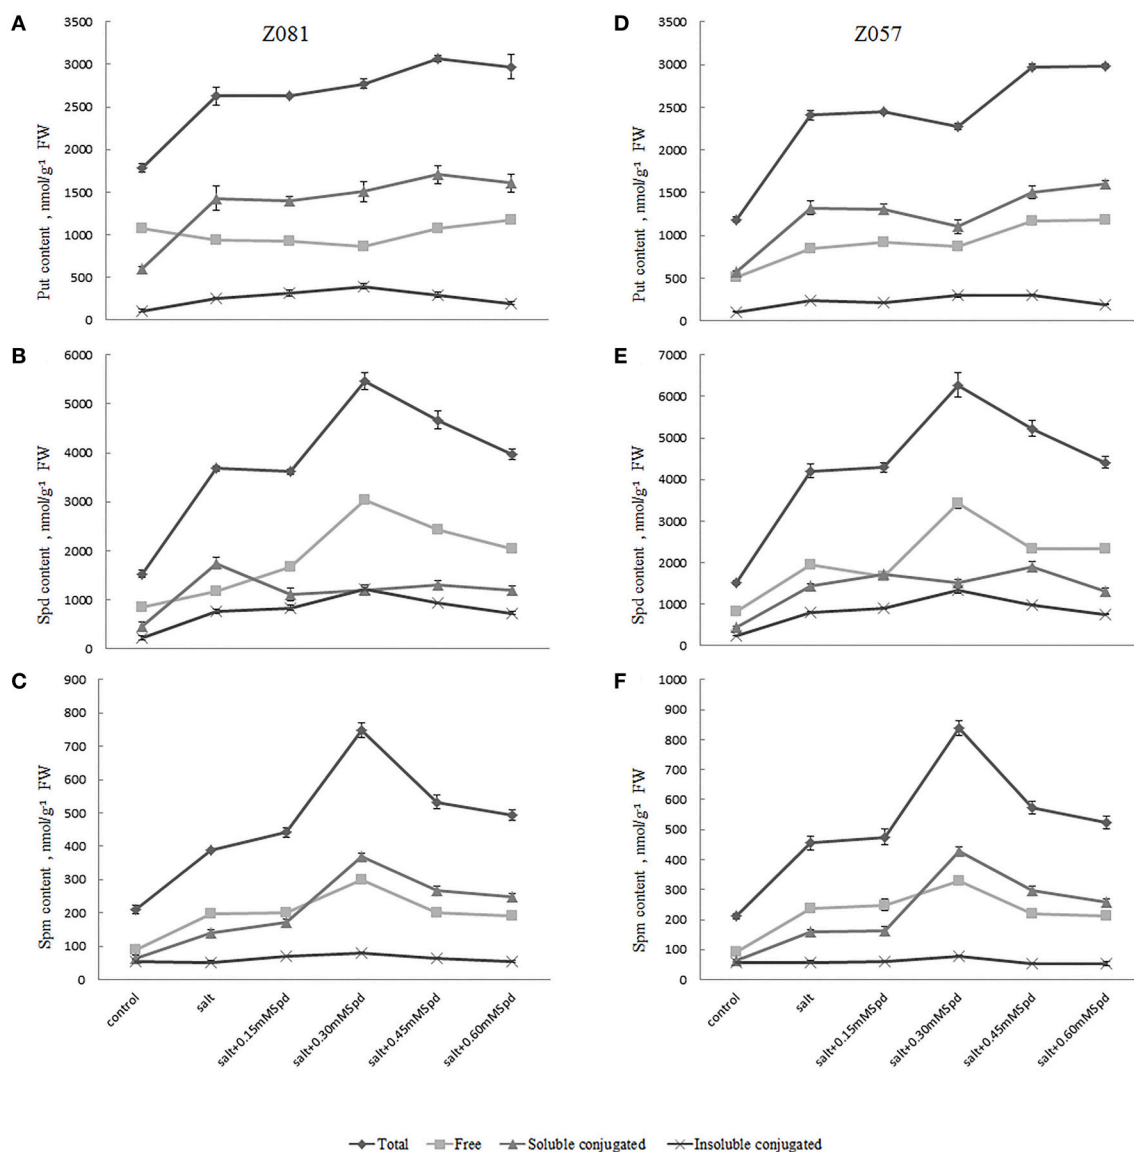 A
Z081
3500
3000
2500
2000
1500
1000
500
0
Put content , nmol/g⁻¹ FW
D
Z057
3500
3000
2500
2000
1500
1000
500
0
Put content , nmol/g⁻¹ FW
B
6000
5000
4000
3000
2000
1000
0
Spd content , nmol/g⁻¹ FW
E
7000
6000
5000
4000
3000
2000
1000
0
Spd content , nmol/g⁻¹ FW
C
900
800
700
600
500
400
300
200
100
0
Spm content , nmol/g⁻¹ FW
control
salt
salt+0.15mMSpd
salt+0.30mMSpd
salt+0.45mMSpd
salt+0.60mMSpd
F
1000
900
800
700
600
500
400
300
200
100
0
Spm content , nmol/g⁻¹ FW
control
salt
salt+0.15mMSpd
salt+0.30mMSpd
salt+0.45mMSpd
salt+0.60mMSpd
Total Free Soluble conjugated Insoluble conjugated